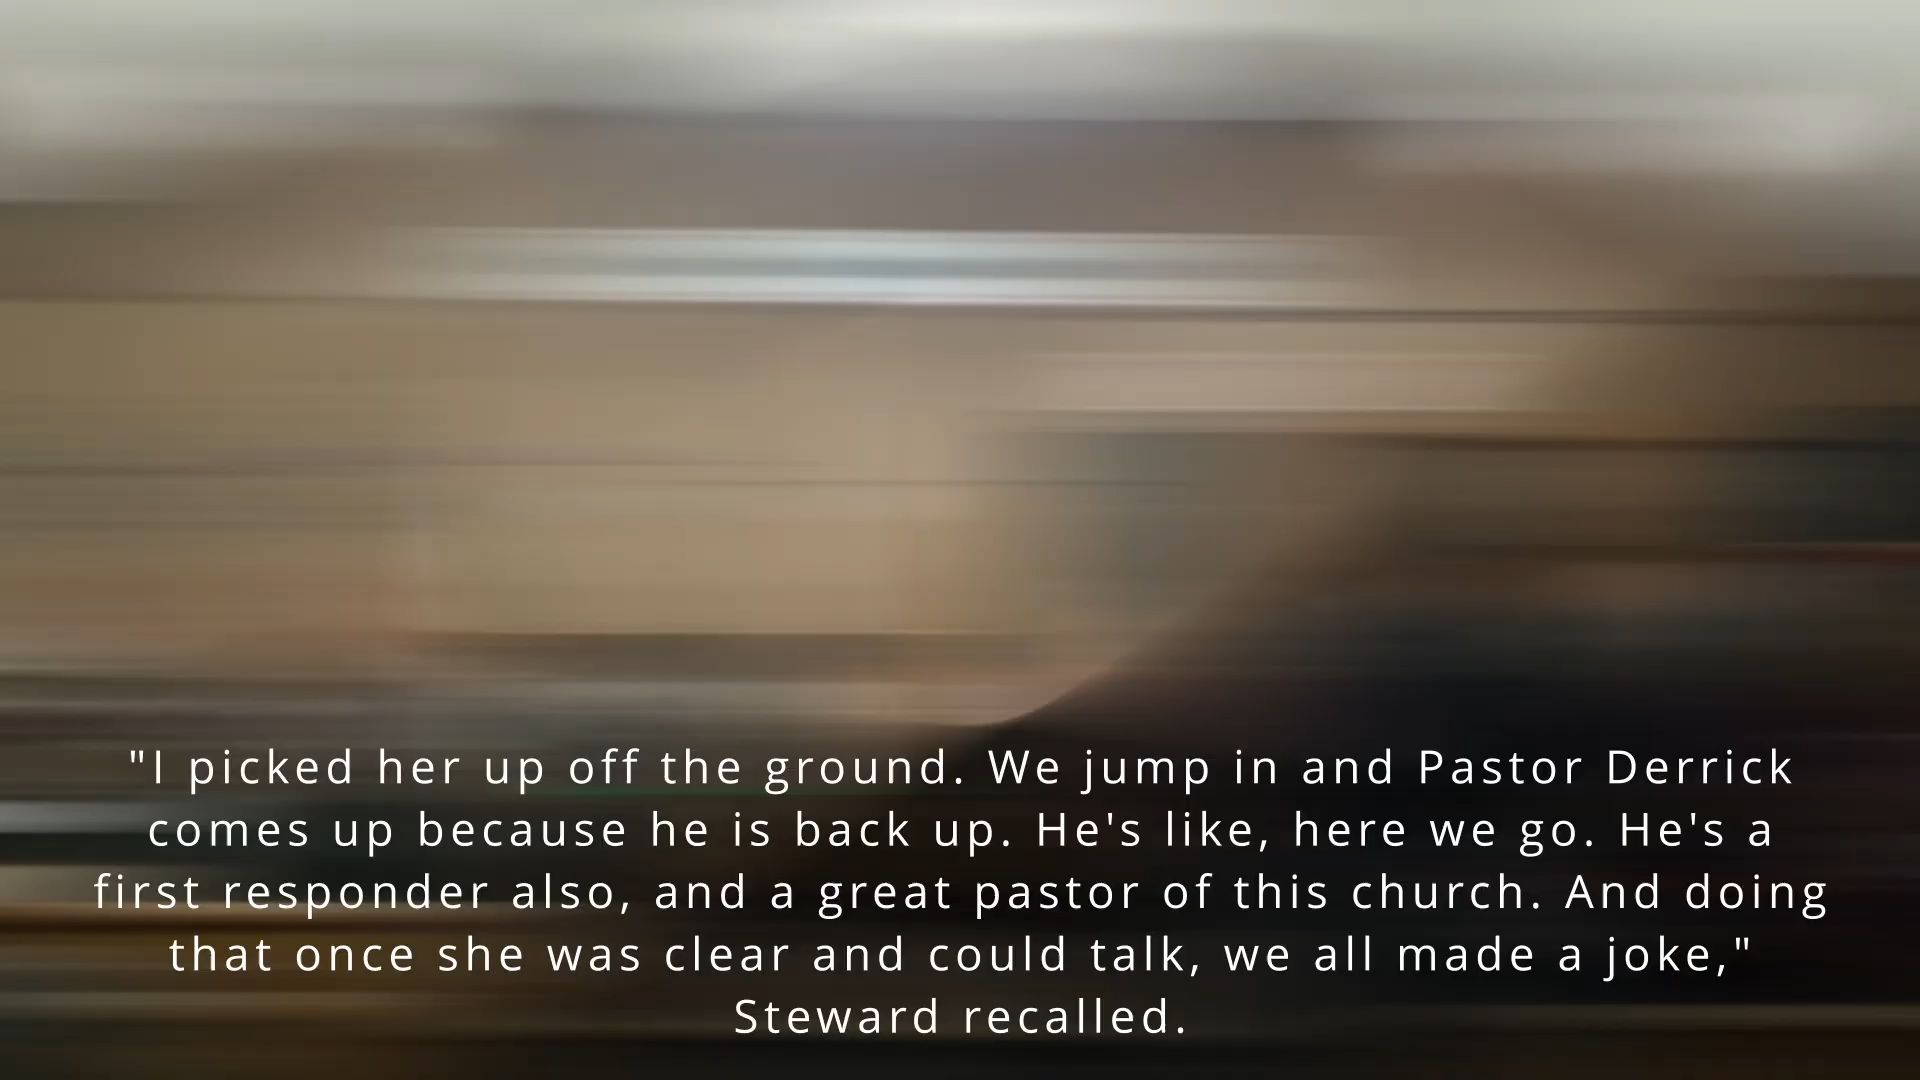 "I picked her up off the ground. We jump in and Pastor Derrick
comes up because he is back up. He's like, here we go. He's a
first responder also, and a great pastor of this church. And doing
that once she was clear and could talk, we all made a joke,"
Steward recalled.